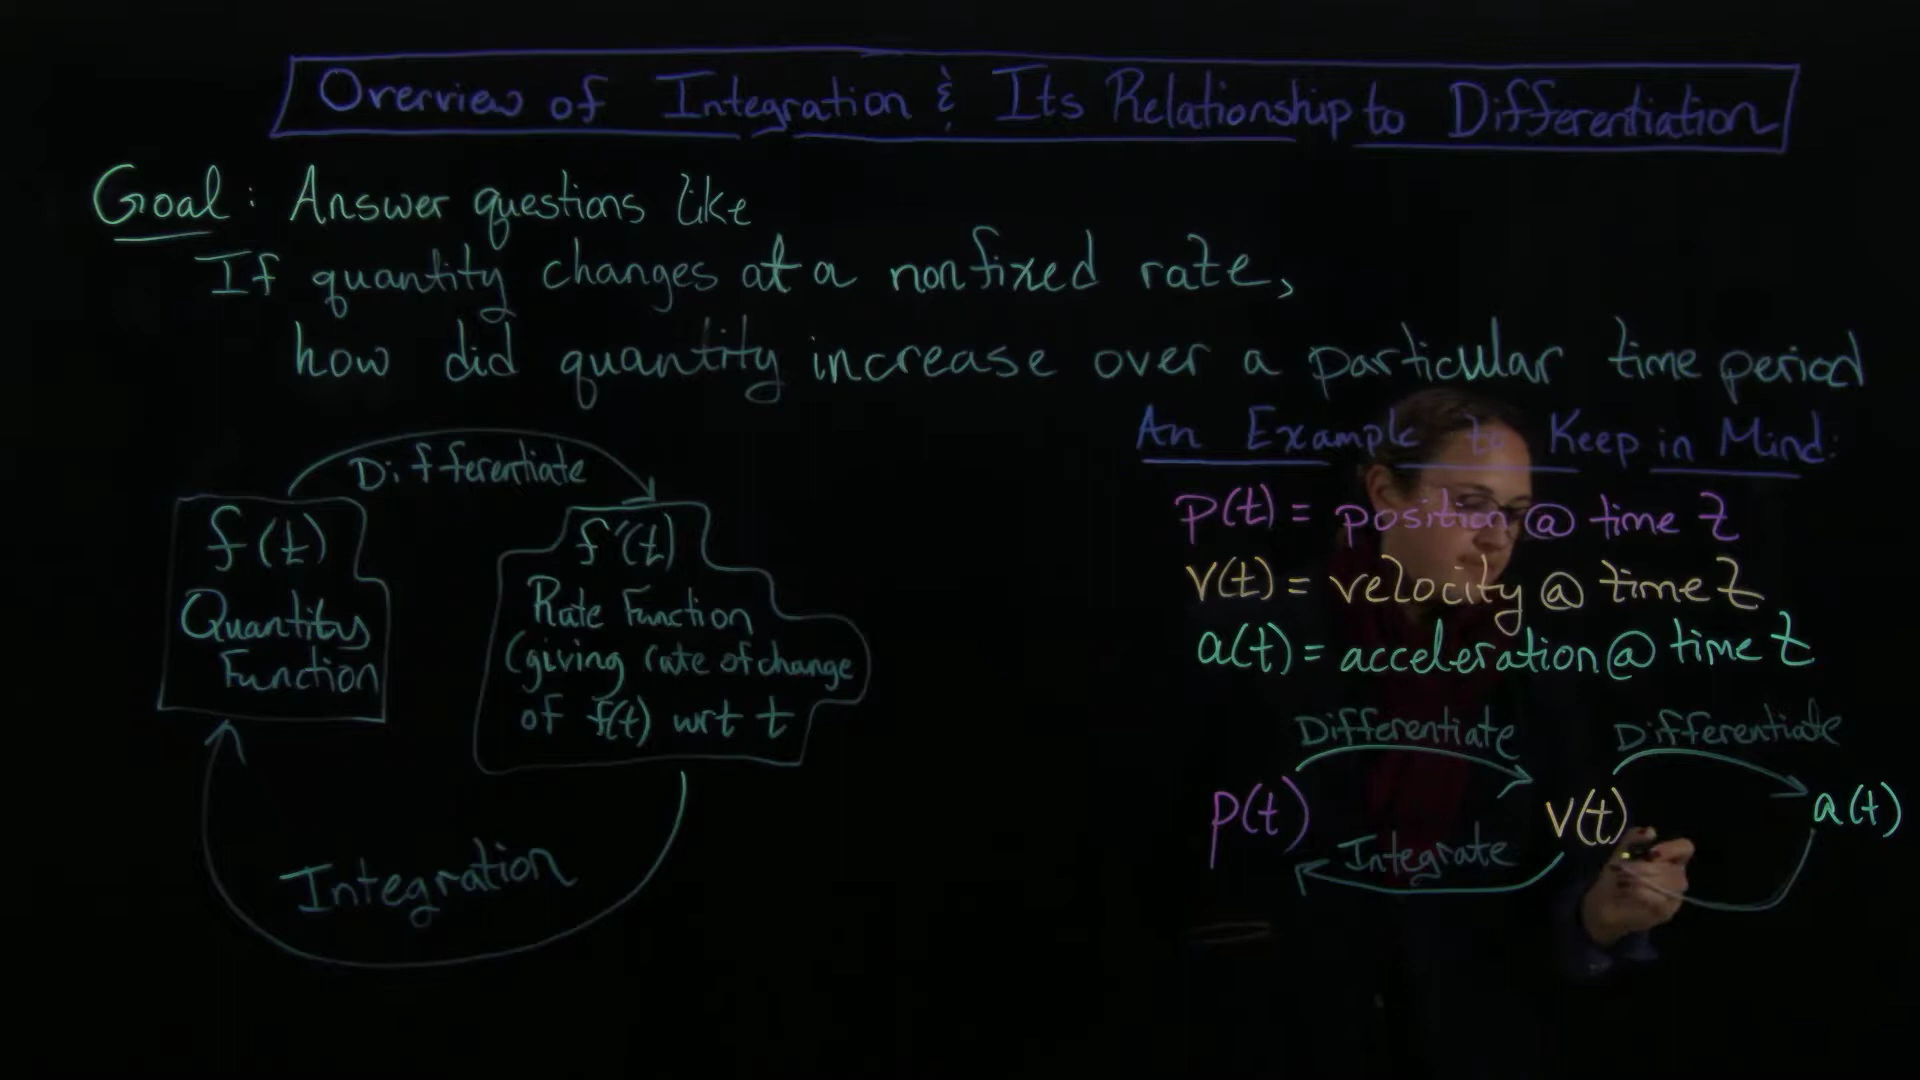 Overview of Integration & Its Relationship to Differentiation
Goal: Answer questions like
If quantity changes at a nonfixed rate,
how did quantity increase over a particular time period
Differentiate
f(t)
Quantity
Function
f'(t)
Rate Function
(giving rate of change
of f(t) wrt t
Integration
An Example to Keep in Mind:
p(t) = position @ time t
v(t) = velocity @ time t
a(t) = acceleration @ time t
Differentiate Differentiate
p(t) v(t) a(t)
Integrate